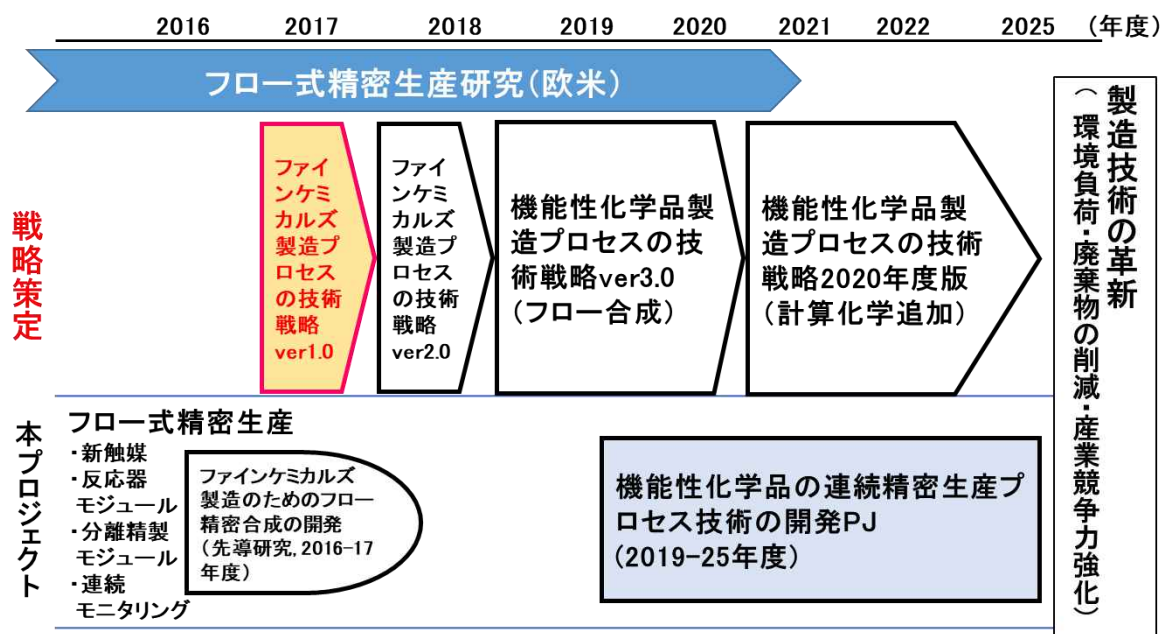 2016 2017 2018 2019 2020 2021 2022 2025 (年度)
フロー式精密生産研究(欧米)
戦略策定
ファイ
ンケミ
カルズ
製造プ
ロセス
の技術
戦略
ver1.0
ファイ
ンケミ
カルズ
製造プ
ロセス
の技術
戦略
ver2.0
機能性化学品製
造プロセスの技
術戦略ver3.0
(フロー合成)
機能性化学品製
造プロセスの技術
戦略2020年度版
(計算化学追加)
本プロジェクト
フロー式精密生産
・新触媒
・反応器
モジュール
・分離精製
モジュール
・連続
モニタリング
ファインケミカルズ
製造のためのフロー
精密合成の開発
(先導研究,2016-17
年度)
機能性化学品の連続精密生産プ
ロセス技術の開発PJ
(2019-25年度)
製造技術の革新
(環境負荷・廃棄物の削減・産業競争力強化)